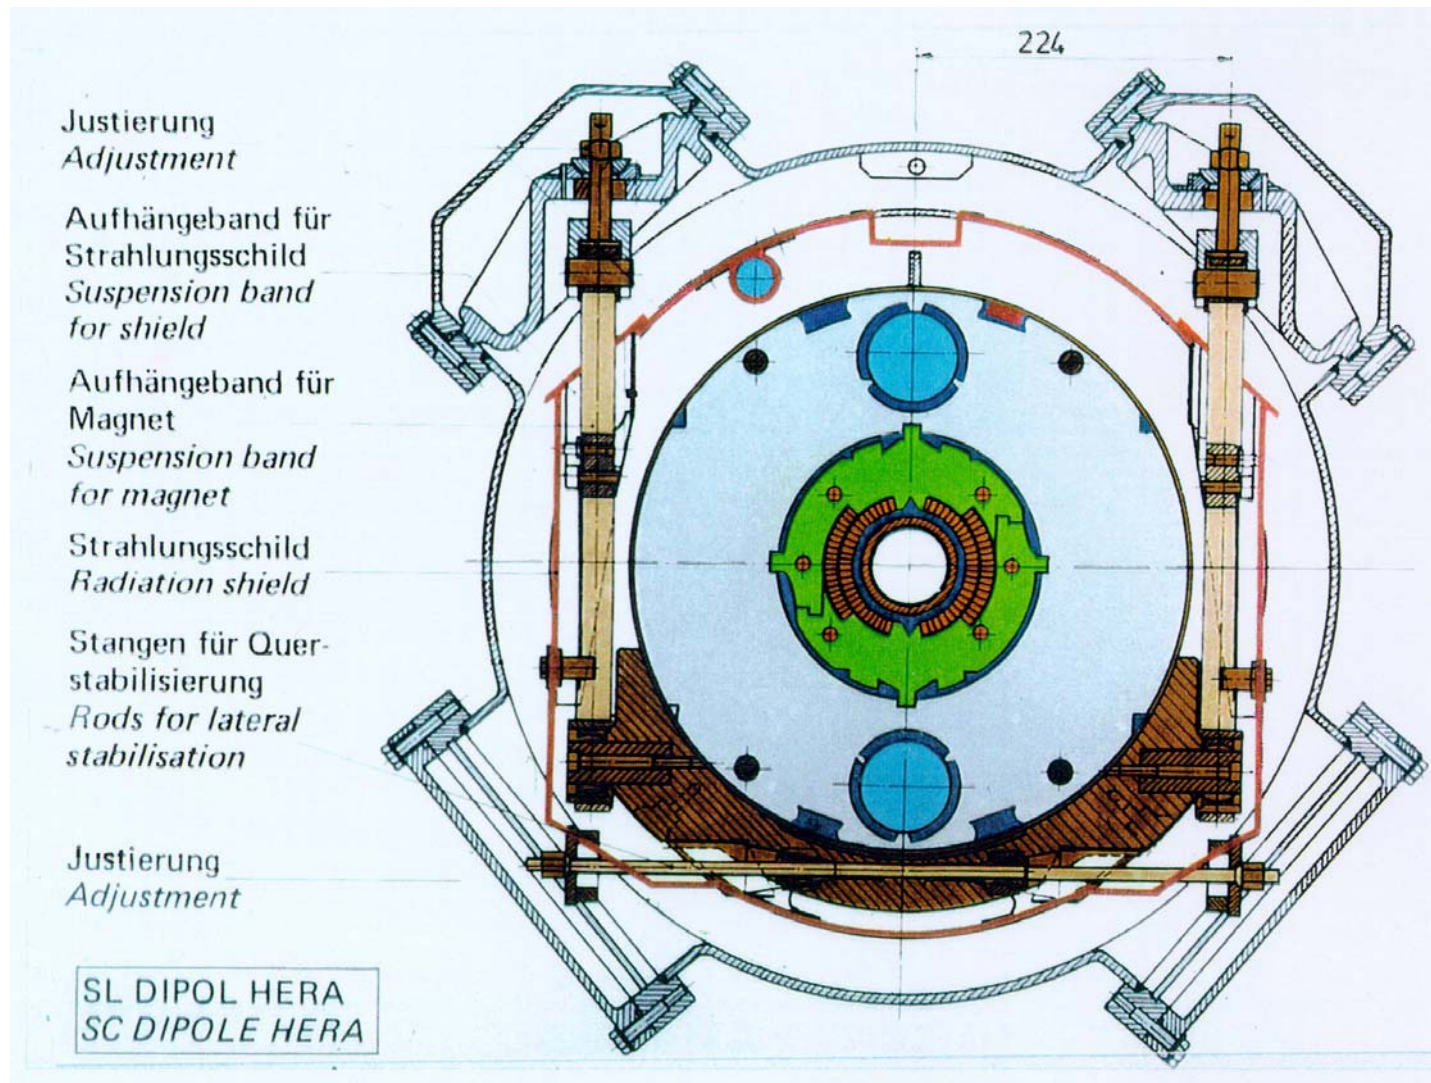 224
Justierung
Adjustment
Aufhängeband für
Strahlungsschild
Suspension band
for shield
Aufhängeband für
Magnet
Suspension band
for magnet
Strahlungsschild
Radiation shield
Stangen für Quer-
stabilisierung
Rods for lateral
stabilisation
Justierung
Adjustment
SL DIPOL HERA
SC DIPOLE HERA